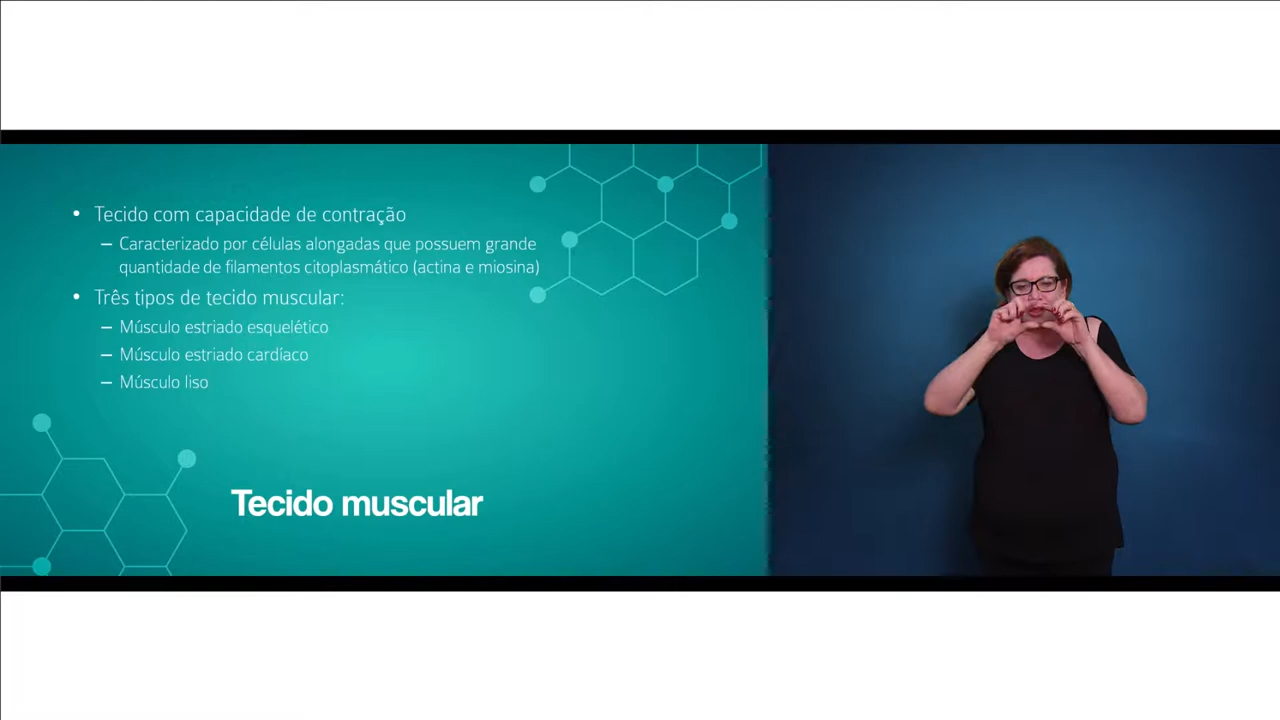 • Tecido com capacidade de contração
– Caracterizado por células alongadas que possuem grande
quantidade de filamentos citoplasmático (actina e miosina)
• Três tipos de tecido muscular:
– Músculo estriado esquelético
– Músculo estriado cardíaco
– Músculo liso
Tecido muscular